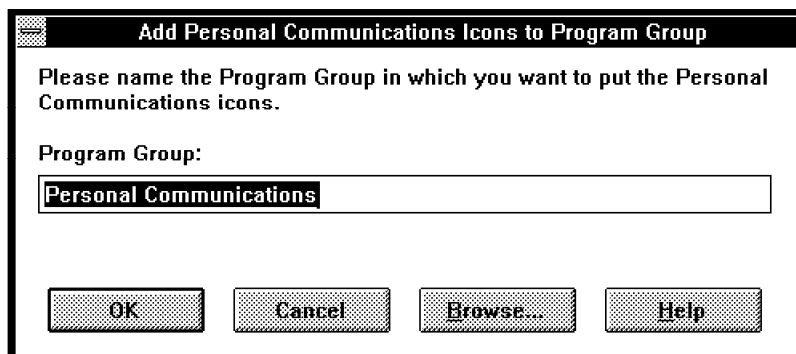 Add Personal Communications Icons to Program Group
Please name the Program Group in which you want to put the Personal
Communications icons.
Program Group:
Personal Communications
OK Cancel Browse... Help